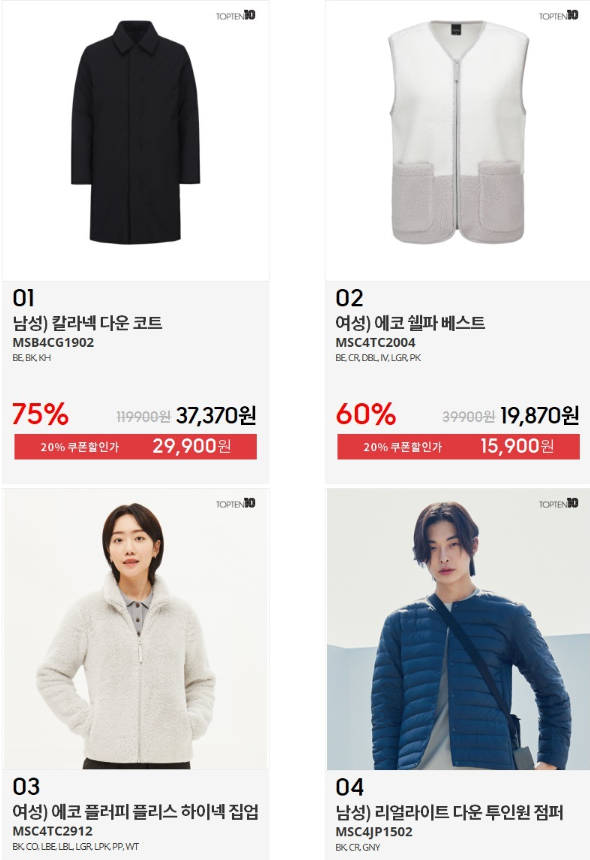 TOPTEN10
01
남성) 칼라넥 다운 코트
MSB4CG1902
BE, BK, KH
75% 119900원 37,370원
20% 쿠폰할인가 29,900원
TOPTEN10
02
여성) 에코 쉘파 베스트
MSC4TC2004
BE, CR, DBL, IV, LGR, PK
60% 39900원 19,870원
20% 쿠폰할인가 15,900원
TOPTEN10
03
여성) 에코 플러피 플리스 하이넥 집업
MSC4TC2912
BK, CO, LBE, LBL, LGR, LPK, PP, WT
TOPTEN10
04
남성) 리얼라이트 다운 투인원 점퍼
MSC4JP1502
BK, CR, GNY